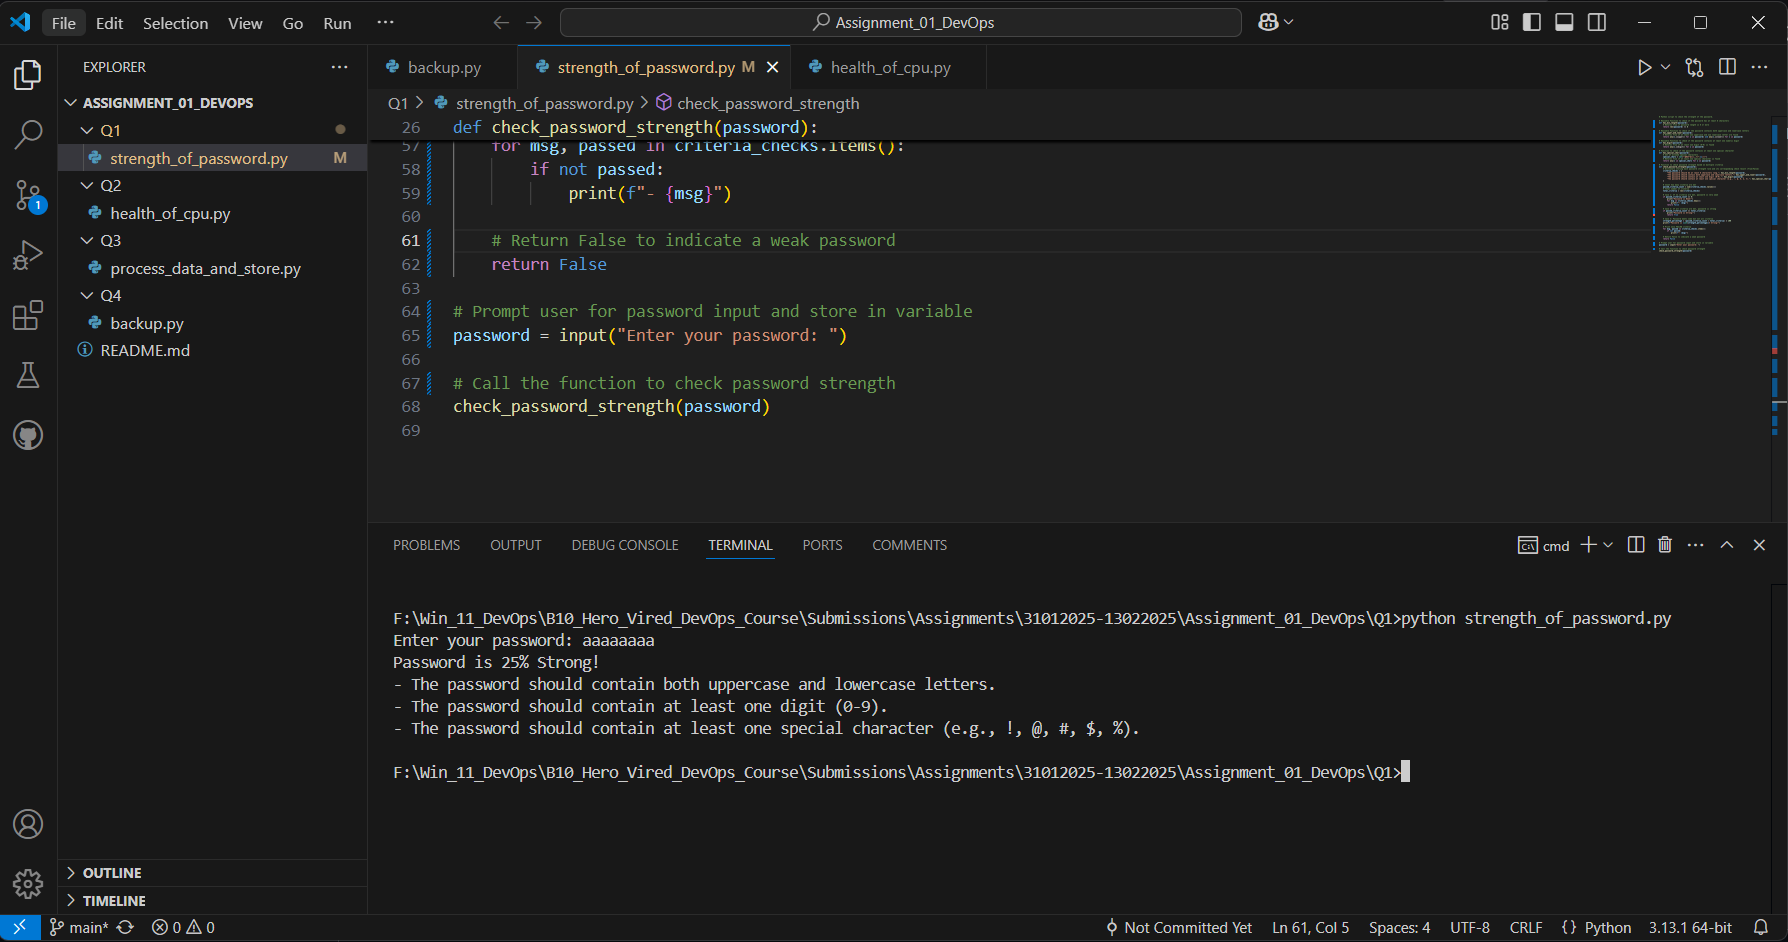 File Edit Selection View Go Run ···
Assignment_01_DevOps
EXPLORER
ASSIGNMENT_01_DEVOPS
Q1
strength_of_password.py M
Q2
health_of_cpu.py
Q3
process_data_and_store.py
Q4
backup.py
README.md
OUTLINE
TIMELINE
1
backup.py strength_of_password.py M health_of_cpu.py
Q1 > strength_of_password.py > check_password_strength
26 def check_password_strength(password):
57 for msg, passed in criteria_checks.items():
58 if not passed:
59 print(f"- {msg}")
60
61 # Return False to indicate a weak password
62 return False
63
64 # Prompt user for password input and store in variable
65 password = input("Enter your password: ")
66
67 # Call the function to check password strength
68 check_password_strength(password)
69
PROBLEMS OUTPUT DEBUG CONSOLE TERMINAL PORTS COMMENTS
cmd
F:\Win_11_DevOps\B10_Hero_Vired_DevOps_Course\Submissions\Assignments\31012025-13022025\Assignment_01_DevOps\Q1>python strength_of_password.py
Enter your password: aaaaaaaa
Password is 25% Strong!
- The password should contain both uppercase and lowercase letters.
- The password should contain at least one digit (0-9).
- The password should contain at least one special character (e.g., !, @, #, $, %).
F:\Win_11_DevOps\B10_Hero_Vired_DevOps_Course\Submissions\Assignments\31012025-13022025\Assignment_01_DevOps\Q1>
main* 0 0 Not Committed Yet Ln 61, Col 5 Spaces: 4 UTF-8 CRLF {} Python 3.13.1 64-bit